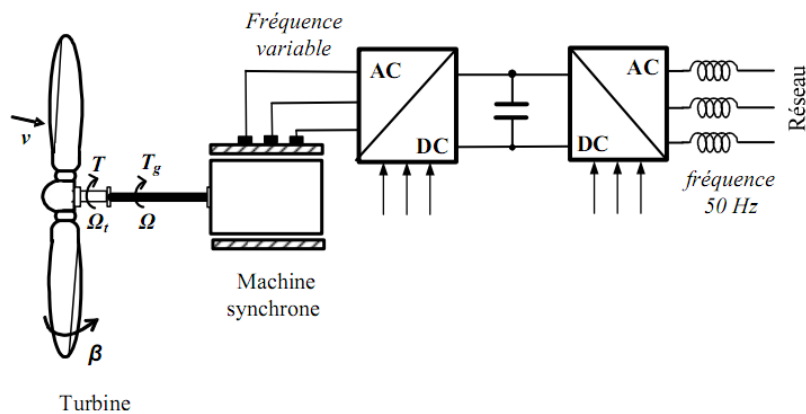 Fréquence
variable
AC
DC
AC
DC
Réseau
v
T
T_g
Ω_t
Ω
fréquence
50 Hz
Machine
synchrone
β
Turbine